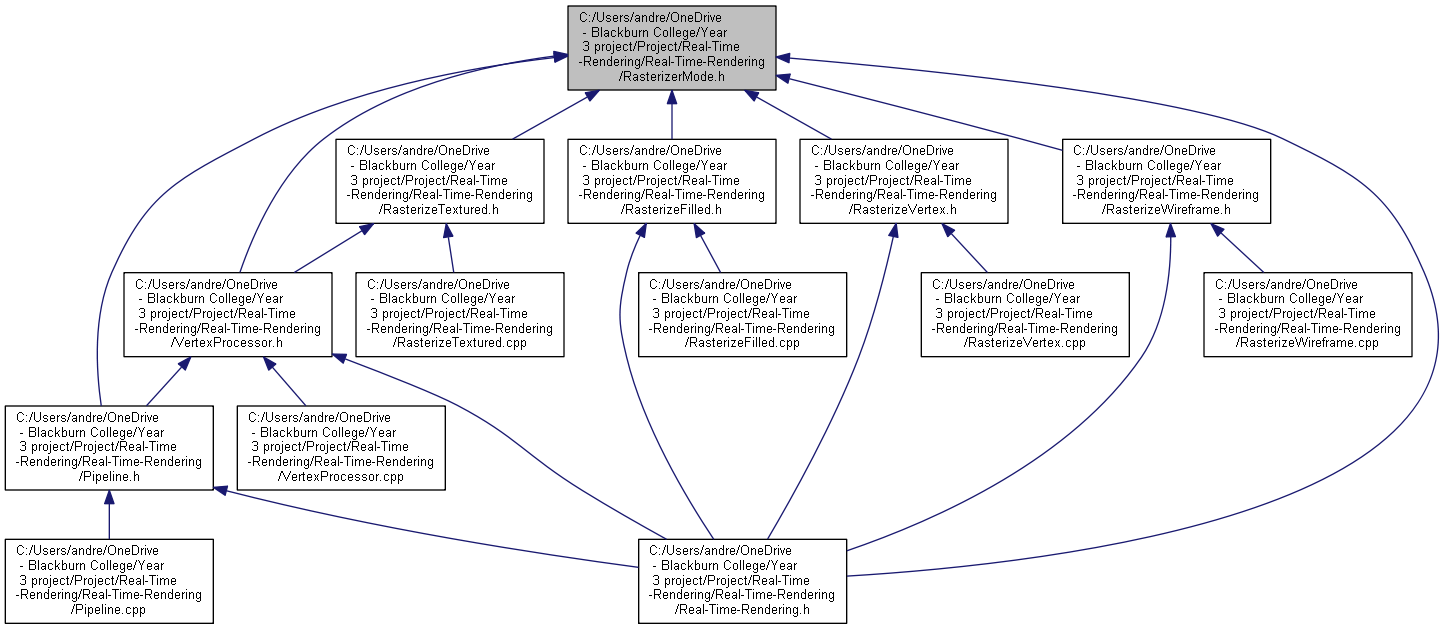 C:/Users/andre/OneDrive
- Blackburn College/Year
3 project/Project/Real-Time
-Rendering/Real-Time-Rendering
/RasterizerMode.h
C:/Users/andre/OneDrive
- Blackburn College/Year
3 project/Project/Real-Time
-Rendering/Real-Time-Rendering
/RasterizeTextured.h
C:/Users/andre/OneDrive
- Blackburn College/Year
3 project/Project/Real-Time
-Rendering/Real-Time-Rendering
/RasterizeFilled.h
C:/Users/andre/OneDrive
- Blackburn College/Year
3 project/Project/Real-Time
-Rendering/Real-Time-Rendering
/RasterizeVertex.h
C:/Users/andre/OneDrive
- Blackburn College/Year
3 project/Project/Real-Time
-Rendering/Real-Time-Rendering
/RasterizeWireframe.h
C:/Users/andre/OneDrive
- Blackburn College/Year
3 project/Project/Real-Time
-Rendering/Real-Time-Rendering
/VertexProcessor.h
C:/Users/andre/OneDrive
- Blackburn College/Year
3 project/Project/Real-Time
-Rendering/Real-Time-Rendering
/RasterizeTextured.cpp
C:/Users/andre/OneDrive
- Blackburn College/Year
3 project/Project/Real-Time
-Rendering/Real-Time-Rendering
/RasterizeFilled.cpp
C:/Users/andre/OneDrive
- Blackburn College/Year
3 project/Project/Real-Time
-Rendering/Real-Time-Rendering
/RasterizeVertex.cpp
C:/Users/andre/OneDrive
- Blackburn College/Year
3 project/Project/Real-Time
-Rendering/Real-Time-Rendering
/RasterizeWireframe.cpp
C:/Users/andre/OneDrive
- Blackburn College/Year
3 project/Project/Real-Time
-Rendering/Real-Time-Rendering
/Pipeline.h
C:/Users/andre/OneDrive
- Blackburn College/Year
3 project/Project/Real-Time
-Rendering/Real-Time-Rendering
/VertexProcessor.cpp
C:/Users/andre/OneDrive
- Blackburn College/Year
3 project/Project/Real-Time
-Rendering/Real-Time-Rendering
/Pipeline.cpp
C:/Users/andre/OneDrive
- Blackburn College/Year
3 project/Project/Real-Time
-Rendering/Real-Time-Rendering
/Real-Time-Rendering.h